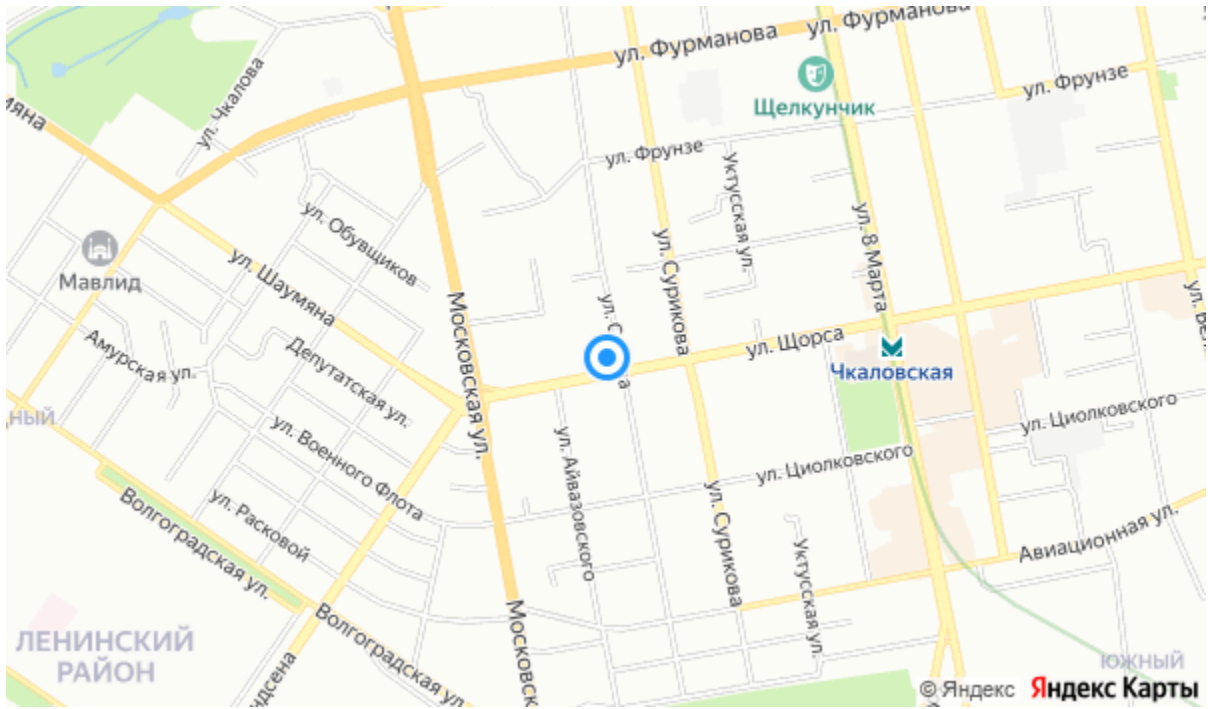 ул. Фурманова
ул. Фурманова
ул. Чкалова
Щелкунчик
ул. Фрунзе
ул. Фрунзе
Уктусская ул.
ул. Обувщиков
ул. 8 Марта
ул. Сурикова
Мавлид
ул. Шаумяна
Московская ул.
ул. Щорса
Амурская ул.
Депутатская ул.
Чкаловская
ул. Циолковского
ул. Военного Флота
ул. Айвазовского
ул. Циолковского
ул. Сурикова
Волгоградская ул.
ул. Расковой
Уктусская ул.
Авиационная ул.
Волгоградская ул.
ЛЕНИНСКИЙ
РАЙОН
ЮЖНЫЙ
© Яндекс Яндекс Карты